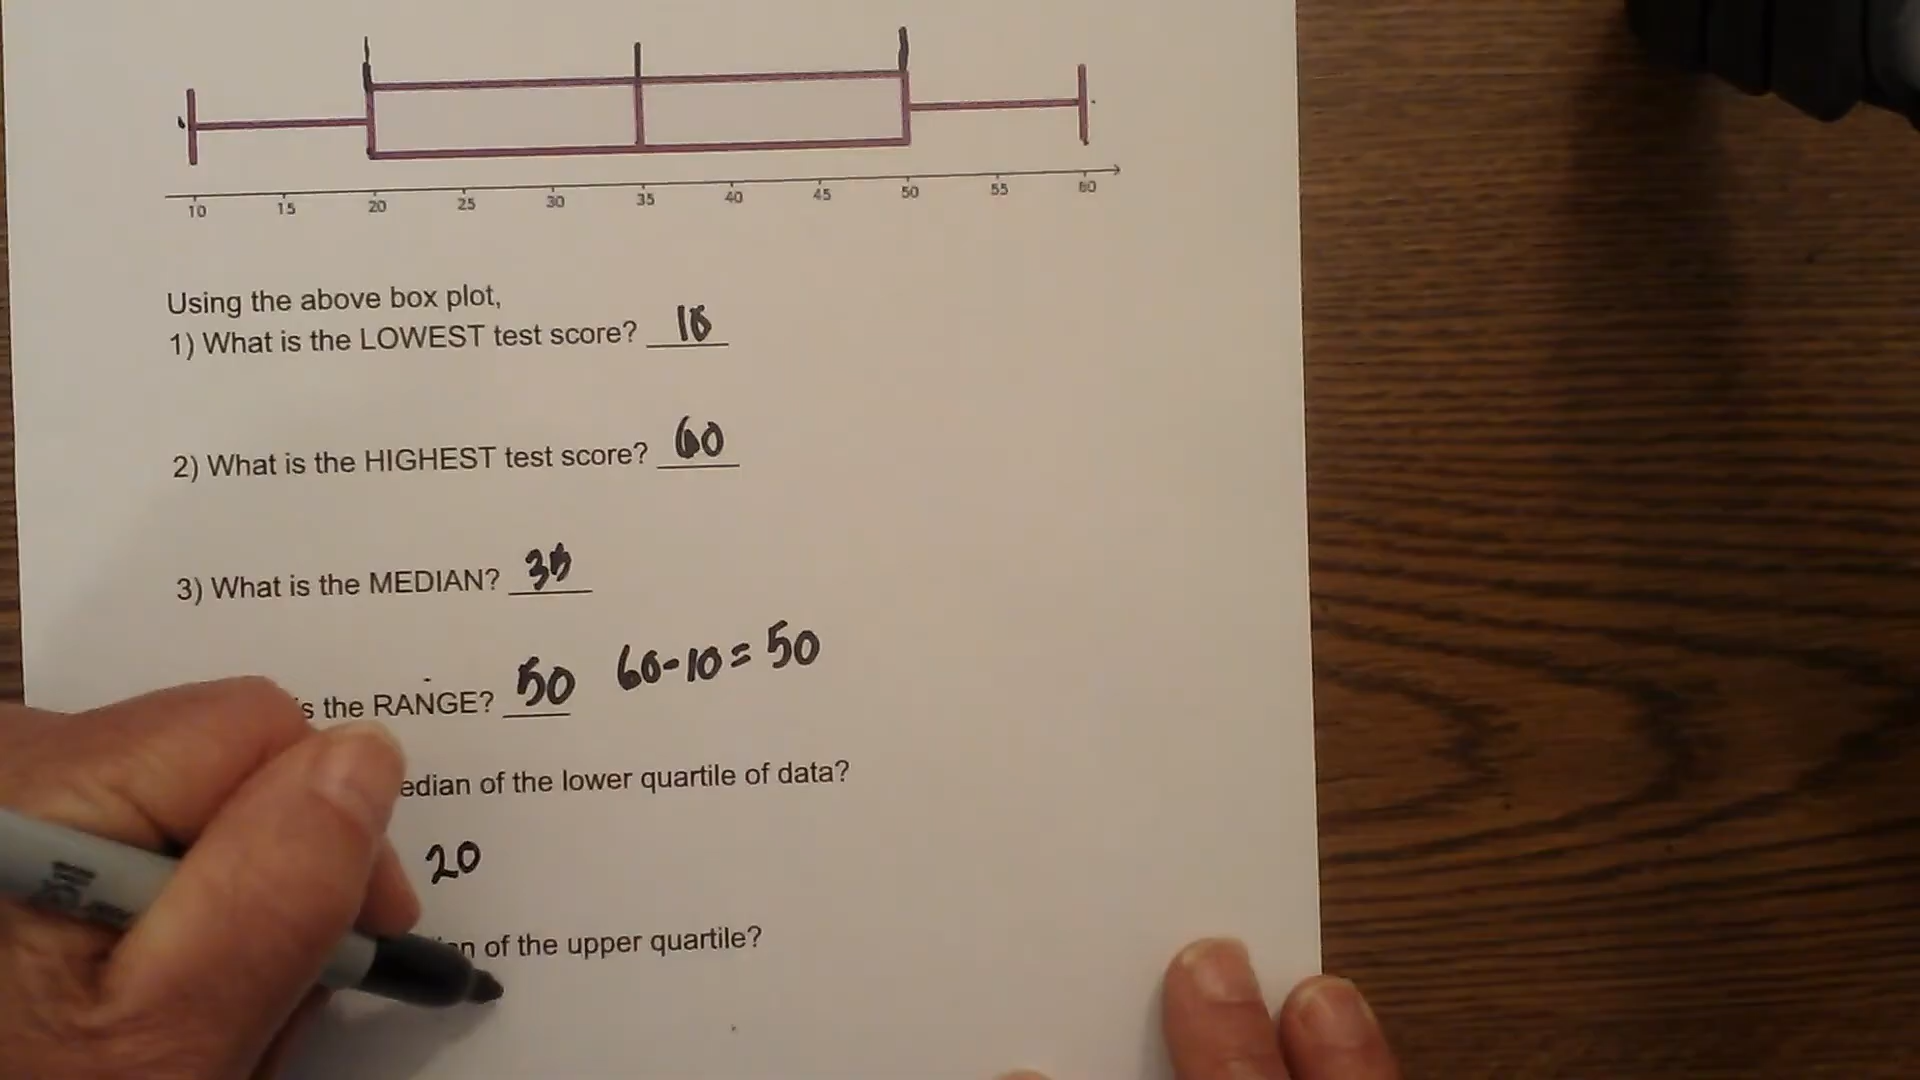 10 15 20 25 30 35 40 45 50 55 60
Using the above box plot,
1) What is the LOWEST test score? 10
2) What is the HIGHEST test score? 60
3) What is the MEDIAN? 35
s the RANGE? 50 60-10=50
edian of the lower quartile of data?
20
of the upper quartile?